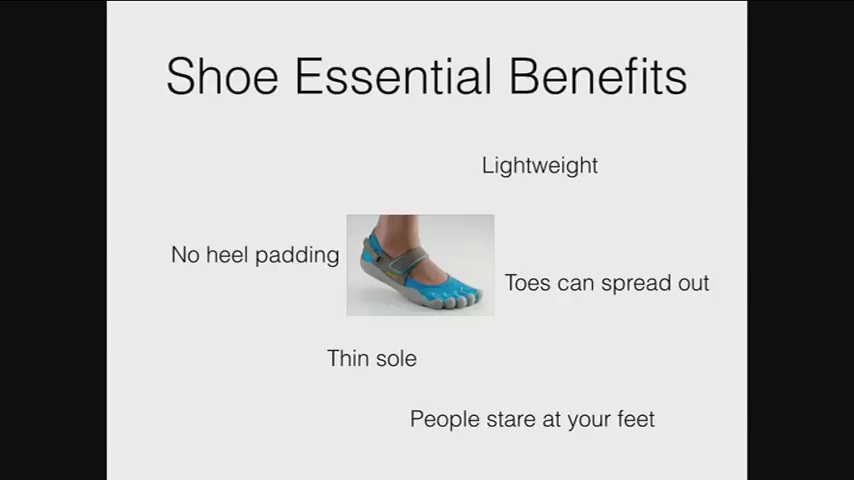 Shoe Essential Benefits
Lightweight
No heel padding
Toes can spread out
Thin sole
People stare at your feet